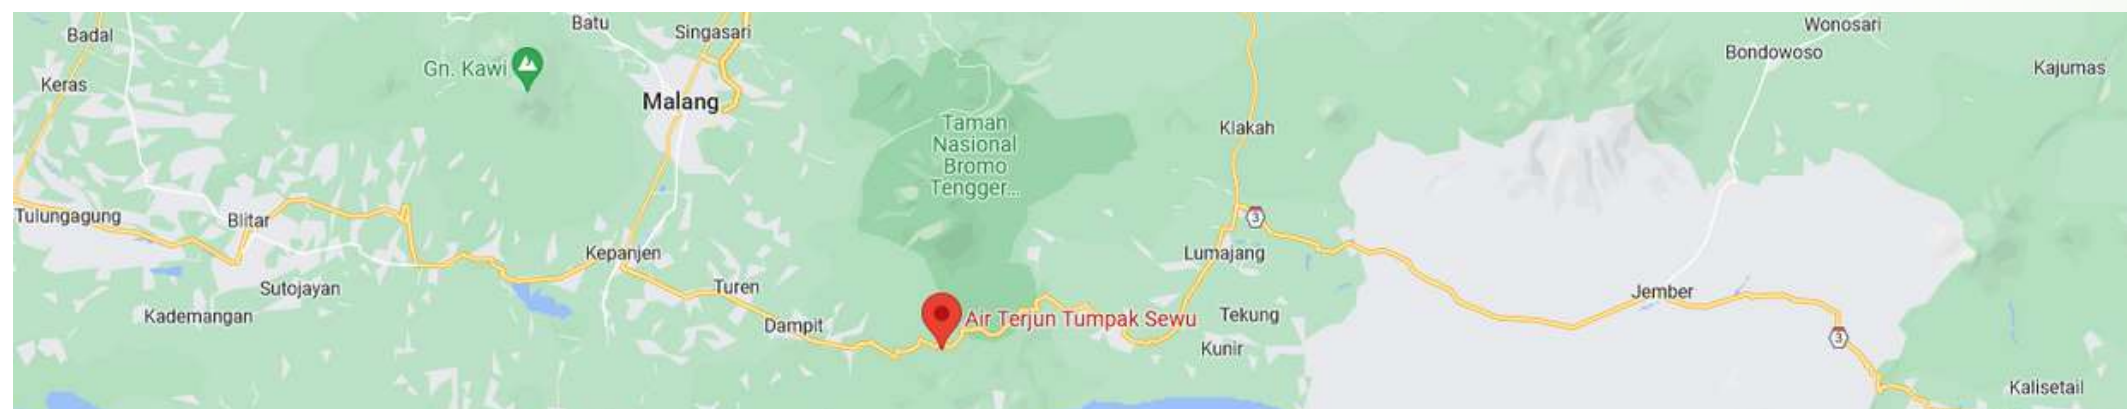 Badal
Batu
Singasari
Wonosari
Bondowoso
Keras
Gn. Kawi
Kajumas
Malang
Taman
Nasional
Bromo
Tengger...
Klakah
Tulungagung
Blitar
3
Kepanjen
Lumajang
Sutojayan
Turen
Jember
Kademangan
Dampit
Air Terjun Tumpak Sewu
Tekung
3
Kunir
Kalisetail